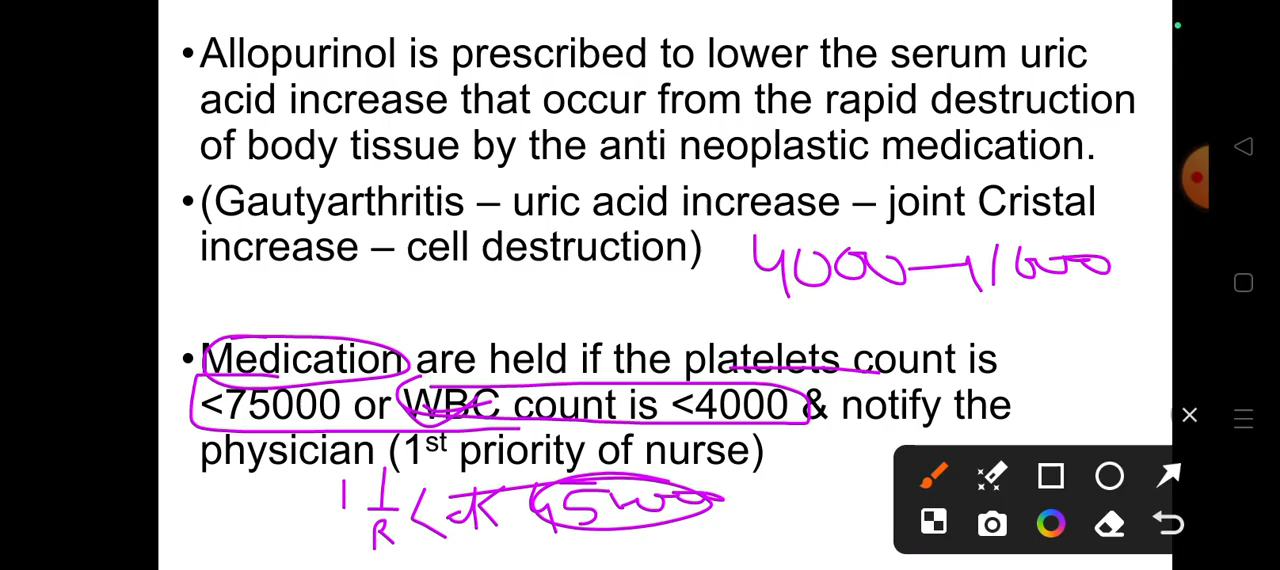 •Allopurinol is prescribed to lower the serum uric
acid increase that occur from the rapid destruction
of body tissue by the anti neoplastic medication.
•(Gautyarthritis – uric acid increase – joint Cristal
increase – cell destruction)
4000-11000
•Medication are held if the platelets count is
<75000 or WBC count is <4000 & notify the
physician (1st priority of nurse)